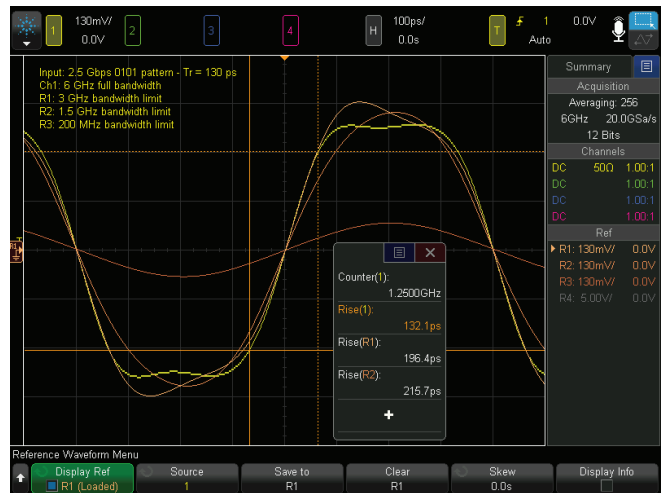 1 130mV/ 0.0V 2 3 4 H 100ps/ 0.0s T 1 0.0V Auto
Input: 2.5 Gbps 0101 pattern - Tr = 130 ps
Ch1: 6 GHz full bandwidth
R1: 3 GHz bandwidth limit
R2: 1.5 GHz bandwidth limit
R3: 200 MHz bandwidth limit
R1
T
Summary
Acquisition
Averaging: 256
6GHz 20.0GSa/s
12 Bits
Channels
DC 50Ω 1.00:1
DC 1.00:1
DC 1.00:1
DC 1.00:1
Ref
R1: 130mV/ 0.0V
R2: 130mV/ 0.0V
R3: 130mV/ 0.0V
R4: 5.00V/ 0.0V
Counter(1):
1.2500GHz
Rise(1):
132.1ps
Rise(R1):
196.4ps
Rise(R2):
215.7ps
Reference Waveform Menu
Display Ref Source Save to Clear Skew Display Info
R1 (Loaded) 1 R1 R1 0.0s